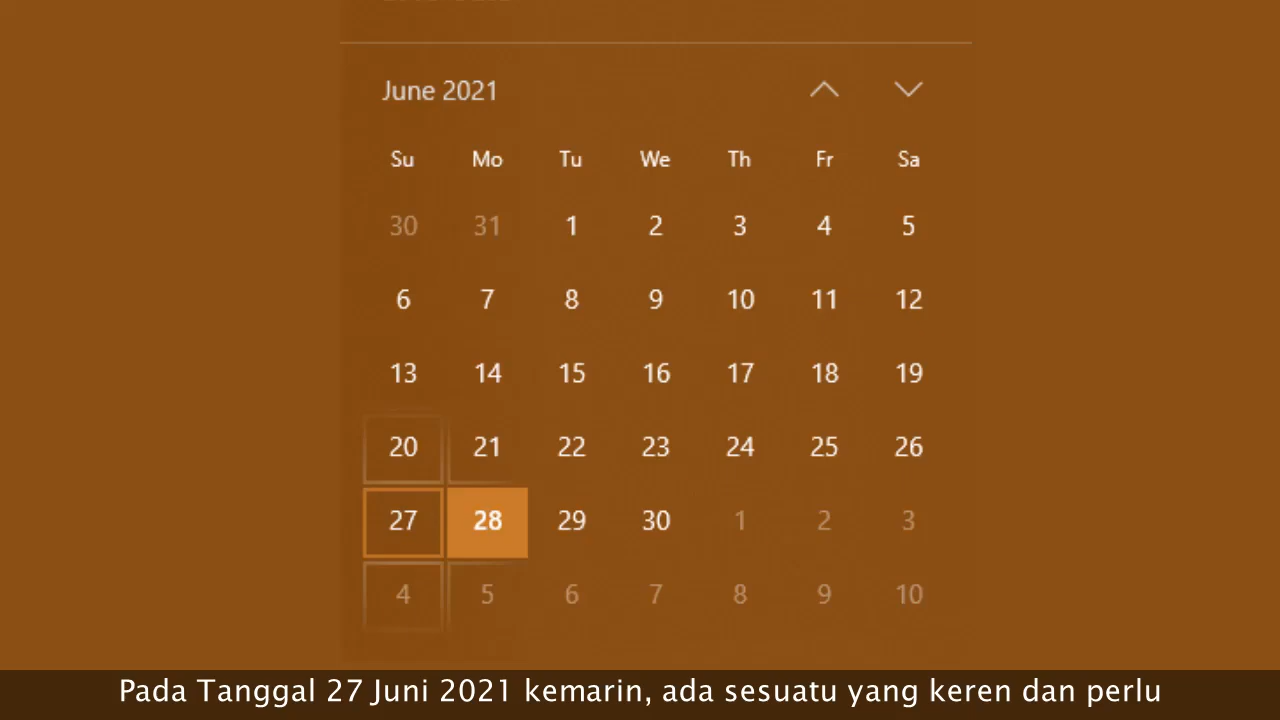 June 2021
Su Mo Tu We Th Fr Sa
30 31 1 2 3 4 5
6 7 8 9 10 11 12
13 14 15 16 17 18 19
20 21 22 23 24 25 26
27 28 29 30 1 2 3
4 5 6 7 8 9 10
Pada Tanggal 27 Juni 2021 kemarin, ada sesuatu yang keren dan perlu